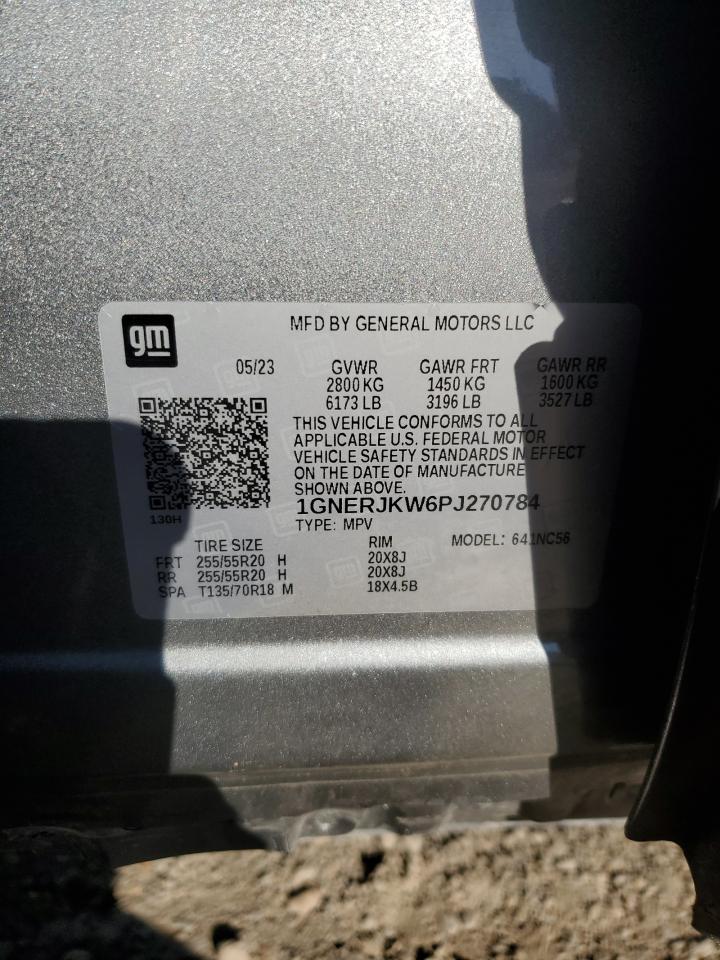 gm
MFD BY GENERAL MOTORS LLC
05/23 GVWR GAWR FRT GAWR RR
2800 KG 1450 KG 1600 KG
6173 LB 3196 LB 3527 LB
THIS VEHICLE CONFORMS TO ALL
APPLICABLE U.S. FEDERAL MOTOR
VEHICLE SAFETY STANDARDS IN EFFECT
ON THE DATE OF MANUFACTURE
SHOWN ABOVE.
1GNERJKW6PJ270784
130H
TYPE: MPV
TIRE SIZE RIM MODEL: 641NC56
FRT 255/55R20 H 20X8J
RR 255/55R20 H 20X8J
SPA T135/70R18 M 18X4.5B